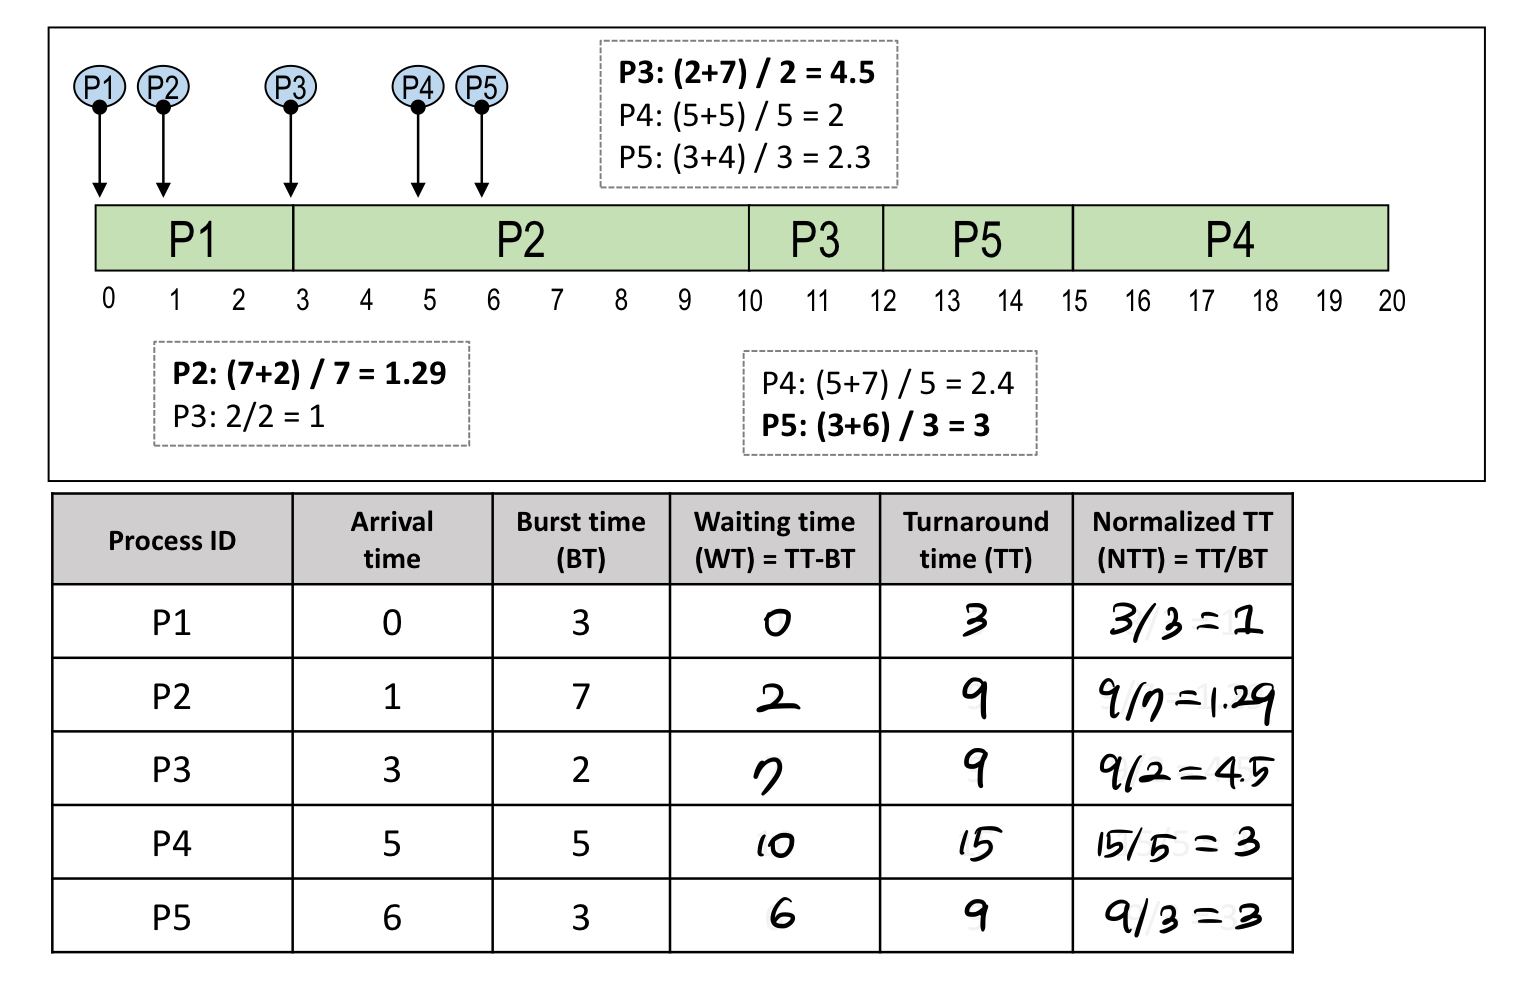 P1 P2 P3 P4 P5
P3: (2+7) / 2 = 4.5
P4: (5+5) / 5 = 2
P5: (3+4) / 3 = 2.3
P1 P2 P3 P5 P4
0 1 2 3 4 5 6 7 8 9 10 11 12 13 14 15 16 17 18 19 20
P2: (7+2) / 7 = 1.29
P3: 2/2 = 1
P4: (5+7) / 5 = 2.4
P5: (3+6) / 3 = 3
Process ID Arrival time Burst time (BT) Waiting time (WT) = TT-BT Turnaround time (TT) Normalized TT (NTT) = TT/BT
P1 0 3 0 3 3/3 = 1
P2 1 7 2 9 9/7 = 1.29
P3 3 2 7 9 9/2 = 4.5
P4 5 5 10 15 15/5 = 3
P5 6 3 6 9 9/3 = 3